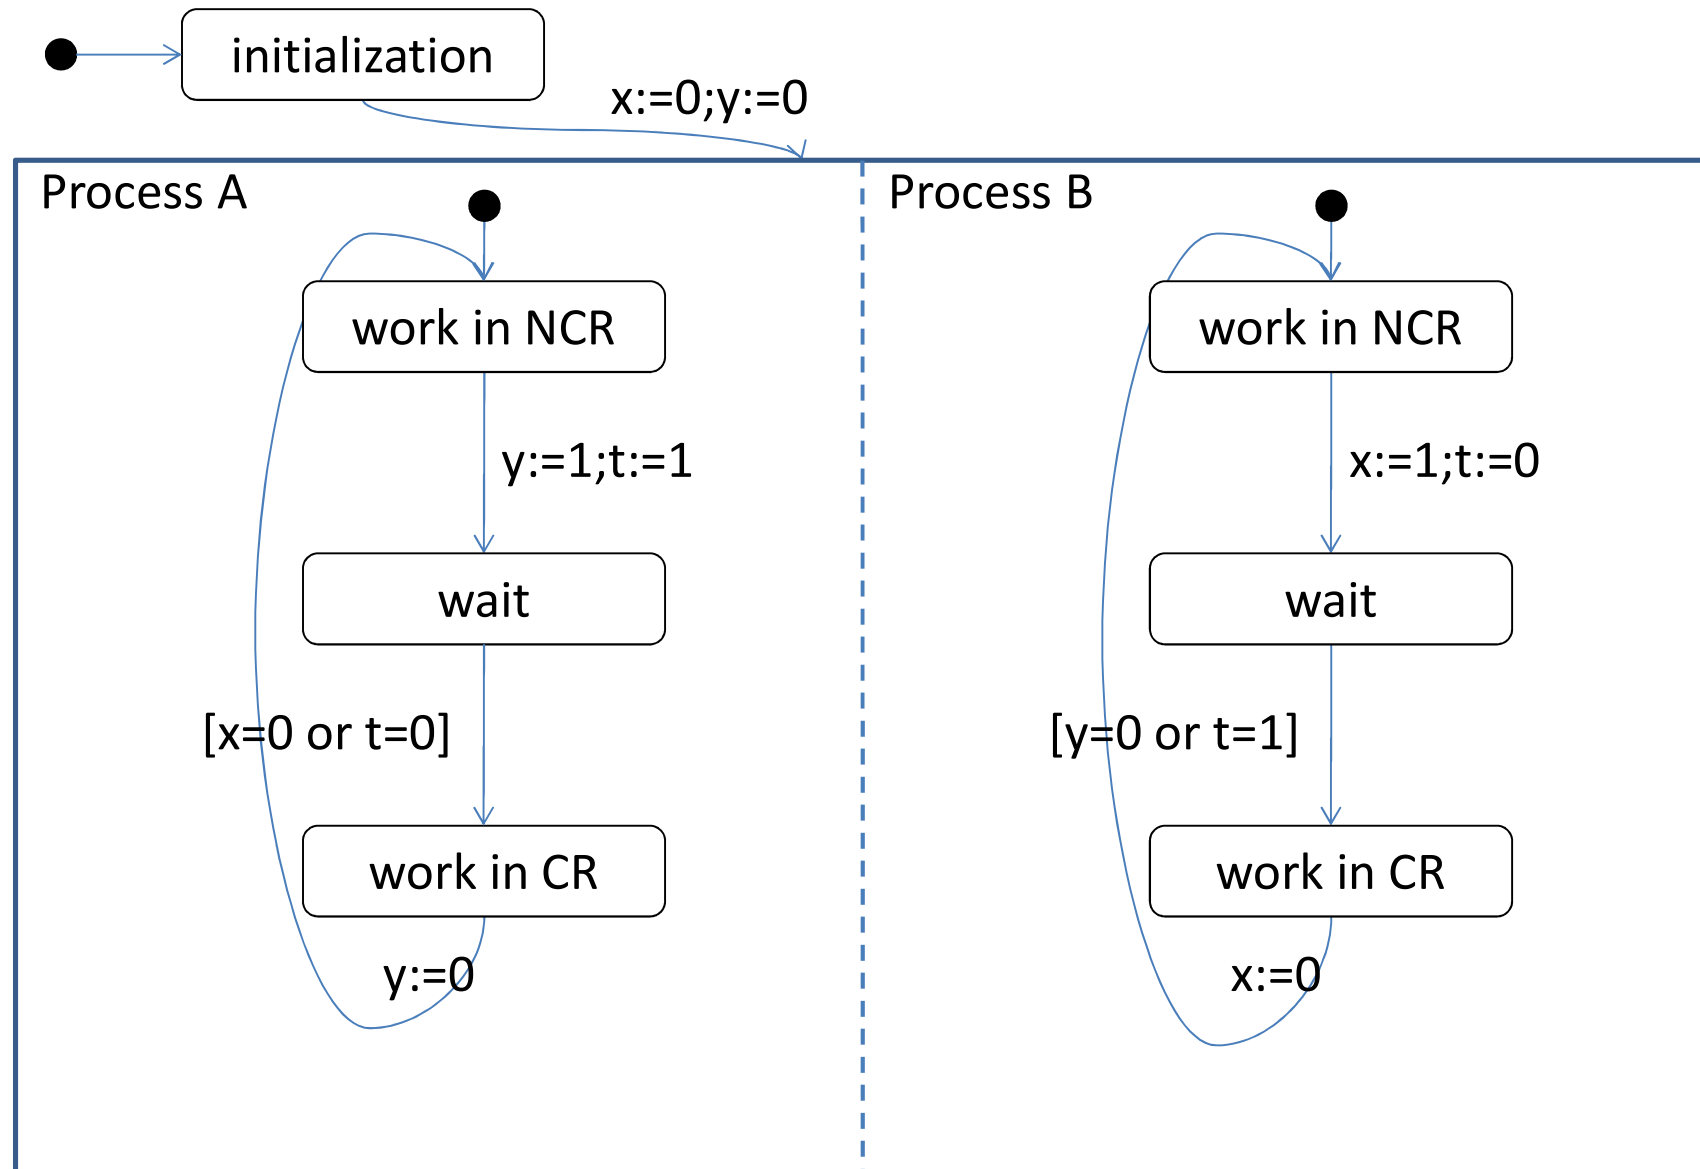 initialization
x:=0;y:=0
Process A
Process B
work in NCR
work in NCR
y:=1;t:=1
x:=1;t:=0
wait
wait
[x=0 or t=0]
[y=0 or t=1]
work in CR
work in CR
y:=0
x:=0